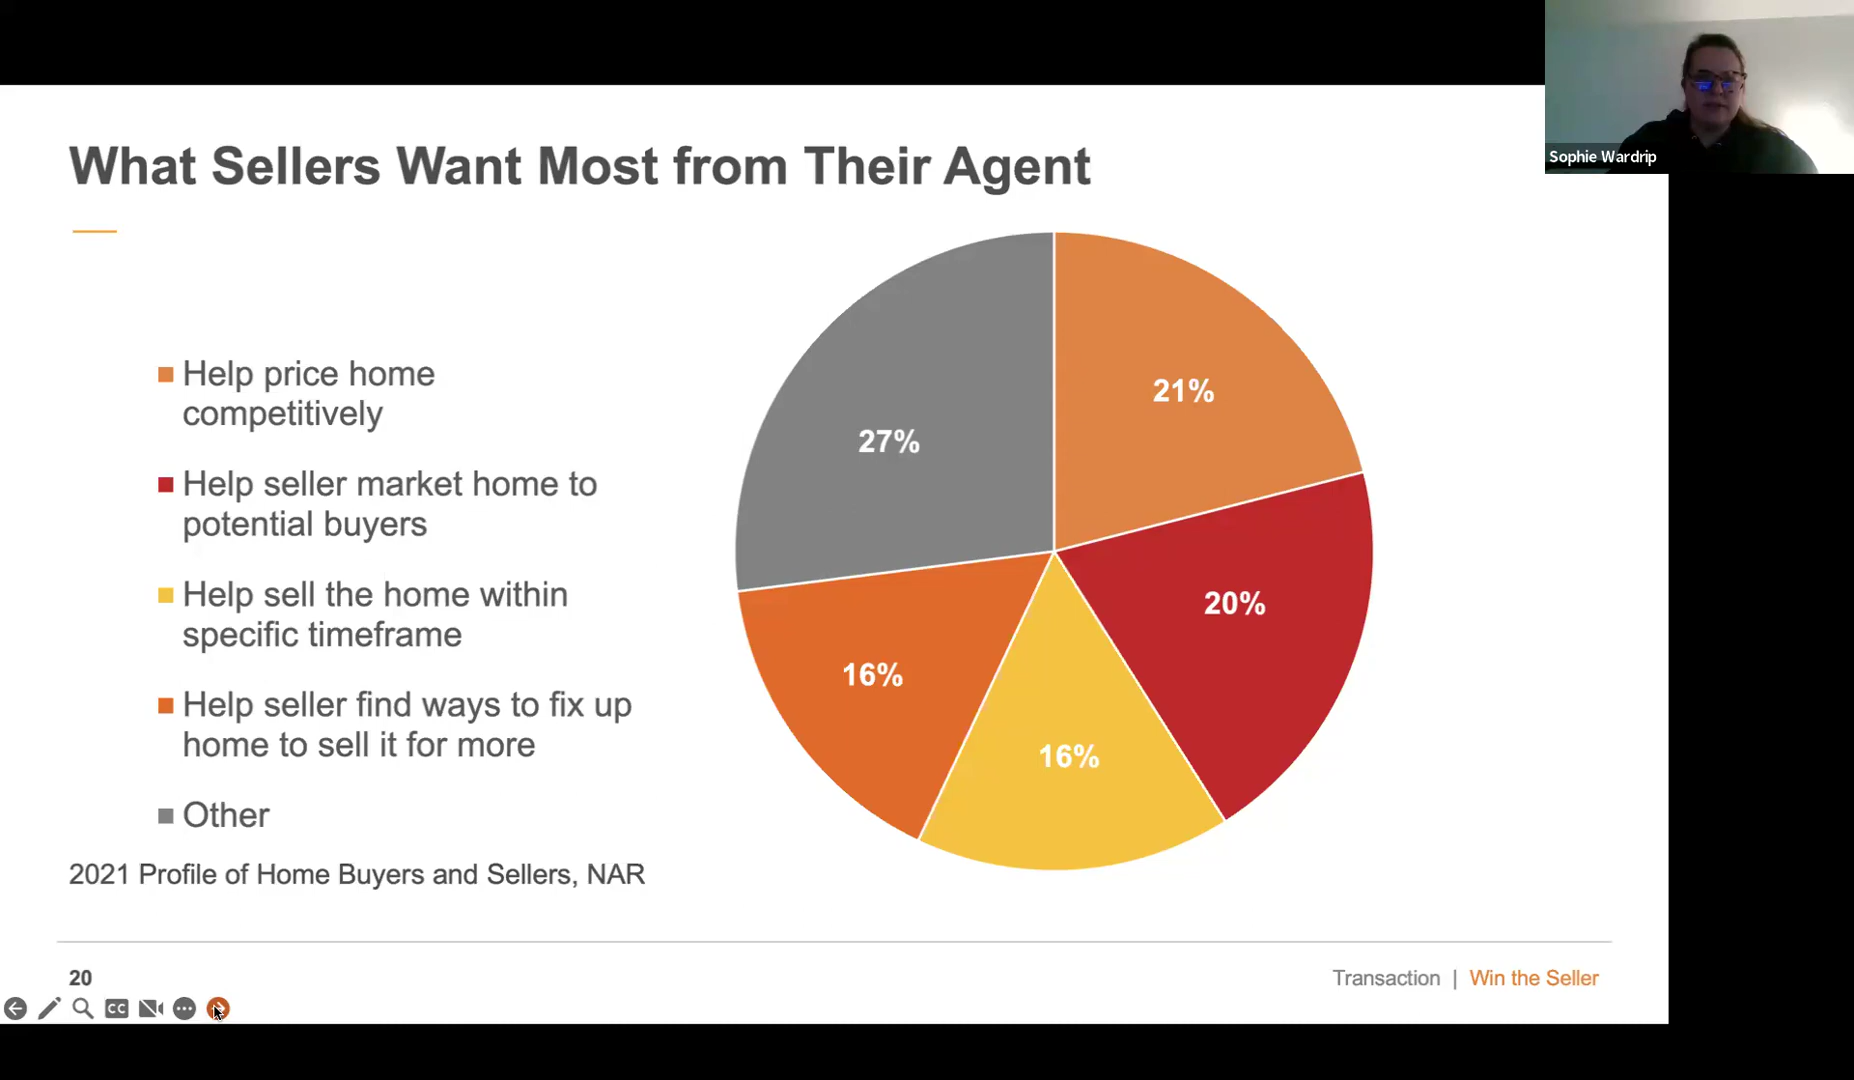 Sophie Wardrip
What Sellers Want Most from Their Agent
Help price home
competitively
Help seller market home to
potential buyers
Help sell the home within
specific timeframe
Help seller find ways to fix up
home to sell it for more
Other
21%
20%
16%
16%
27%
2021 Profile of Home Buyers and Sellers, NAR
20
Transaction | Win the Seller
CC